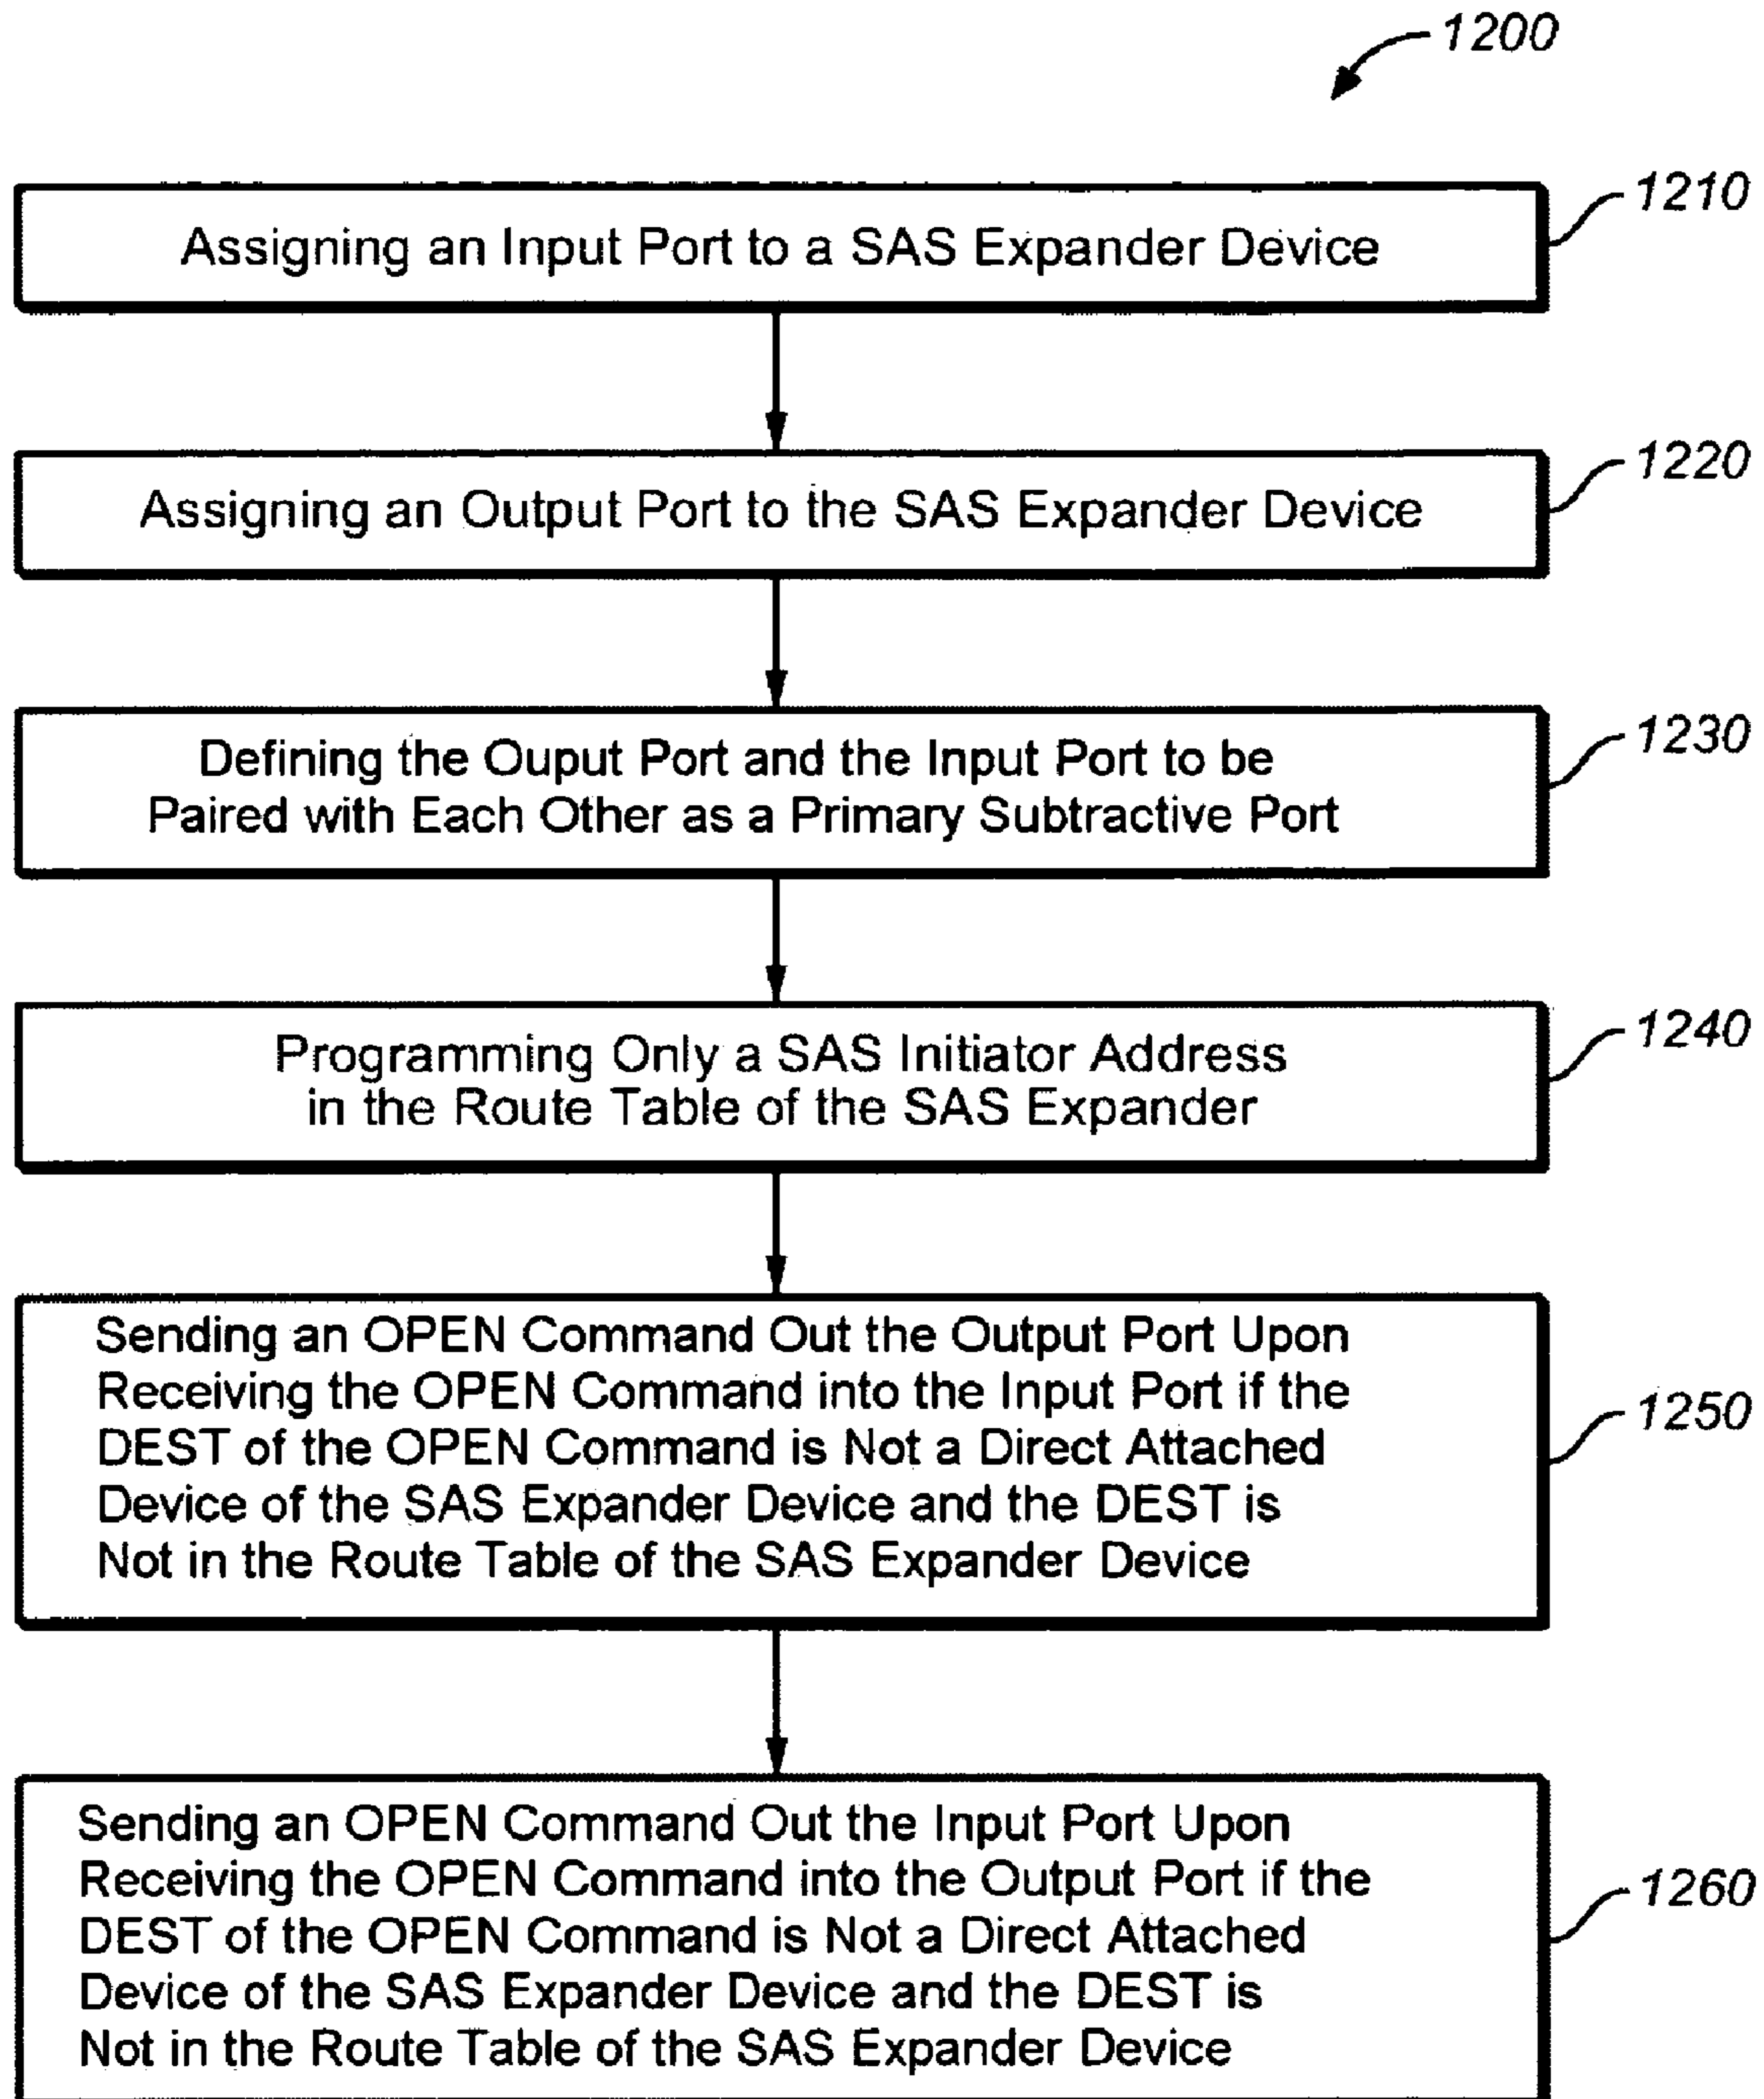 1200
Assigning an Input Port to a SAS Expander Device
1210
Assigning an Output Port to the SAS Expander Device
1220
Defining the Ouput Port and the Input Port to be
Paired with Each Other as a Primary Subtractive Port
1230
Programming Only a SAS Initiator Address
in the Route Table of the SAS Expander
1240
Sending an OPEN Command Out the Output Port Upon
Receiving the OPEN Command into the Input Port if the
DEST of the OPEN Command is Not a Direct Attached
Device of the SAS Expander Device and the DEST is
Not in the Route Table of the SAS Expander Device
1250
Sending an OPEN Command Out the Input Port Upon
Receiving the OPEN Command into the Output Port if the
DEST of the OPEN Command is Not a Direct Attached
Device of the SAS Expander Device and the DEST is
Not in the Route Table of the SAS Expander Device
1260